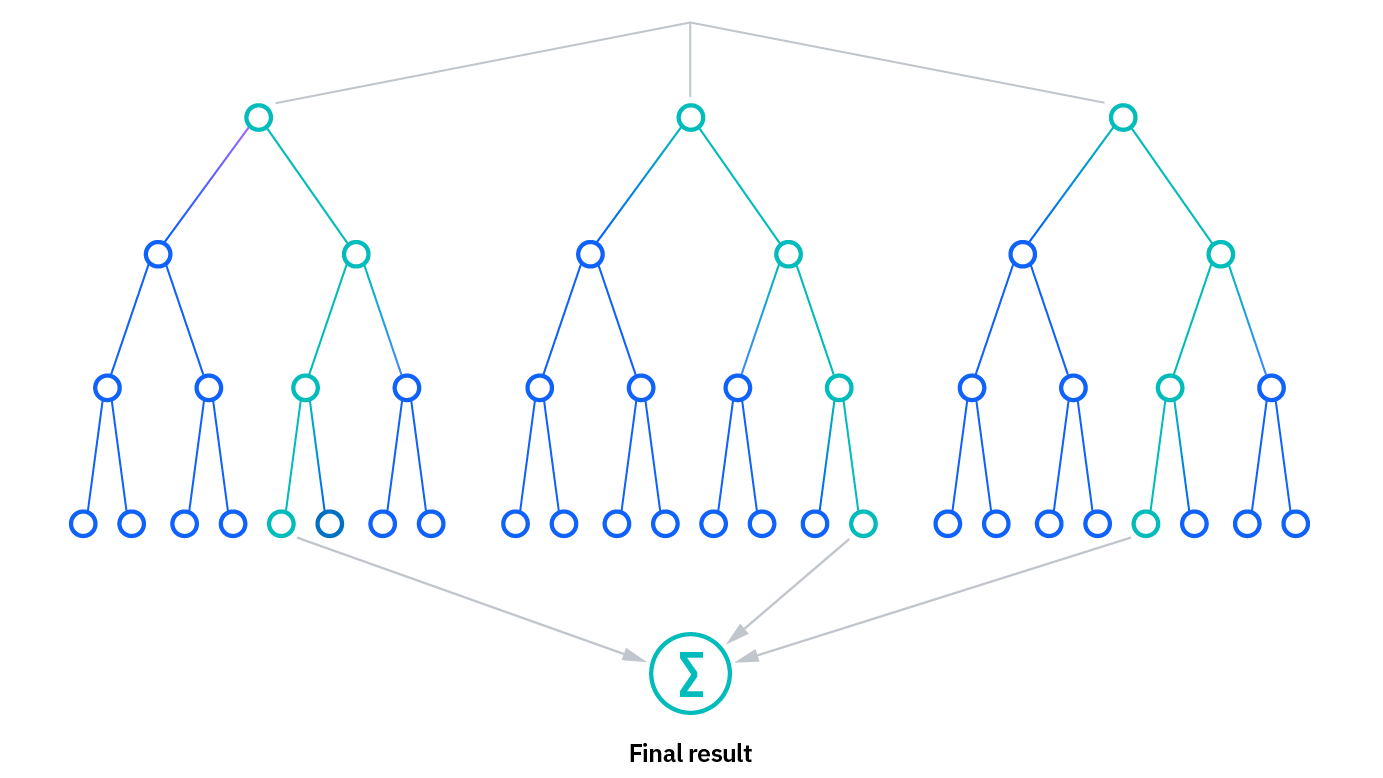 Σ
Final result